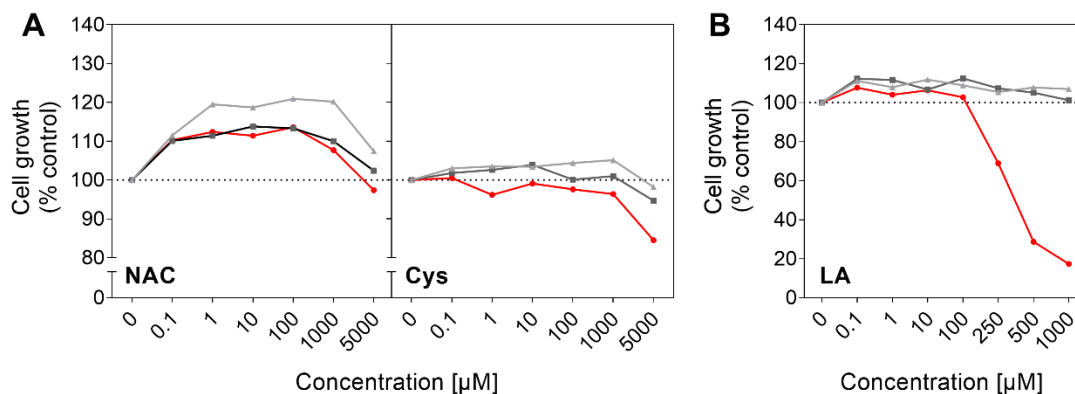 A
Cell growth
(% control)
140
130
120
110
100
90
80
0
NAC
Cys
0 0.1 1 10 100 1000 5000
0 0.1 1 10 100 1000 5000
Concentration [µM]
B
Cell growth
(% control)
140
120
100
80
60
40
20
0
LA
0 0.1 1 10 100 250 500 1000
Concentration [µM]